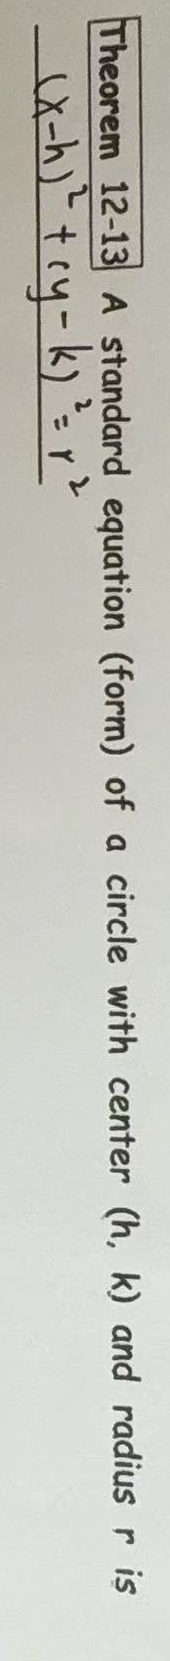 Theorem 12-13 A standard equation (form) of a circle with center (h, k) and radius r is
(x-h)² + (y-k)² = r²